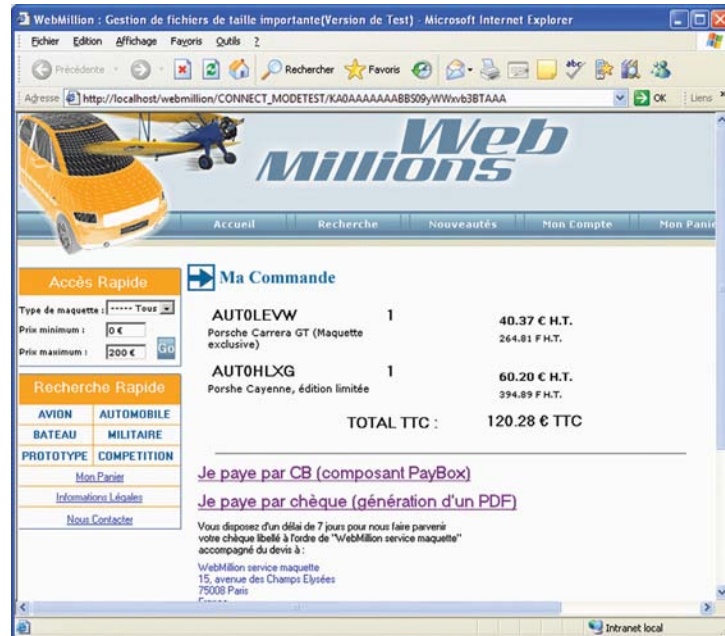 WebMillion : Gestion de fichiers de taille importante(Version de Test) - Microsoft Internet Explorer
Fichier Edition Affichage Favoris Outils ?
Précédente Rechercher Favoris
Adresse http://localhost/webmillion/CONNECT_MODETEST/KA0AAAAAAABBS09yWWxvb3BTAAA OK Liens
Web
Millions
Accueil Recherche Nouveautés Mon Compte Mon Panie
Accès Rapide
Type de maquette : ----- Tous
Prix minimum : 0 €
Prix maximum : 200 € Go
Recherche Rapide
AVION AUTOMOBILE
BATEAU MILITAIRE
PROTOTYPE COMPETITION
Mon Panier
Informations Légales
Nous Contacter
Ma Commande
AUT0LEVW 1 40.37 € H.T.
Porsche Carrera GT (Maquette exclusive) 264.81 F H.T.
AUT0HLXG 1 60.20 € H.T.
Porshe Cayenne, édition limitée 394.89 F H.T.
TOTAL TTC : 120.28 € TTC
Je paye par CB (composant PayBox)
Je paye par chèque (génération d'un PDF)
Vous disposez d'un délai de 7 jours pour nous faire parvenir
votre chèque libellé à l'ordre de "WebMillion service maquette"
accompagné du devis à :
WebMillion service maquette
15, avenue des Champs Elysées
75008 Paris
France
Intranet local